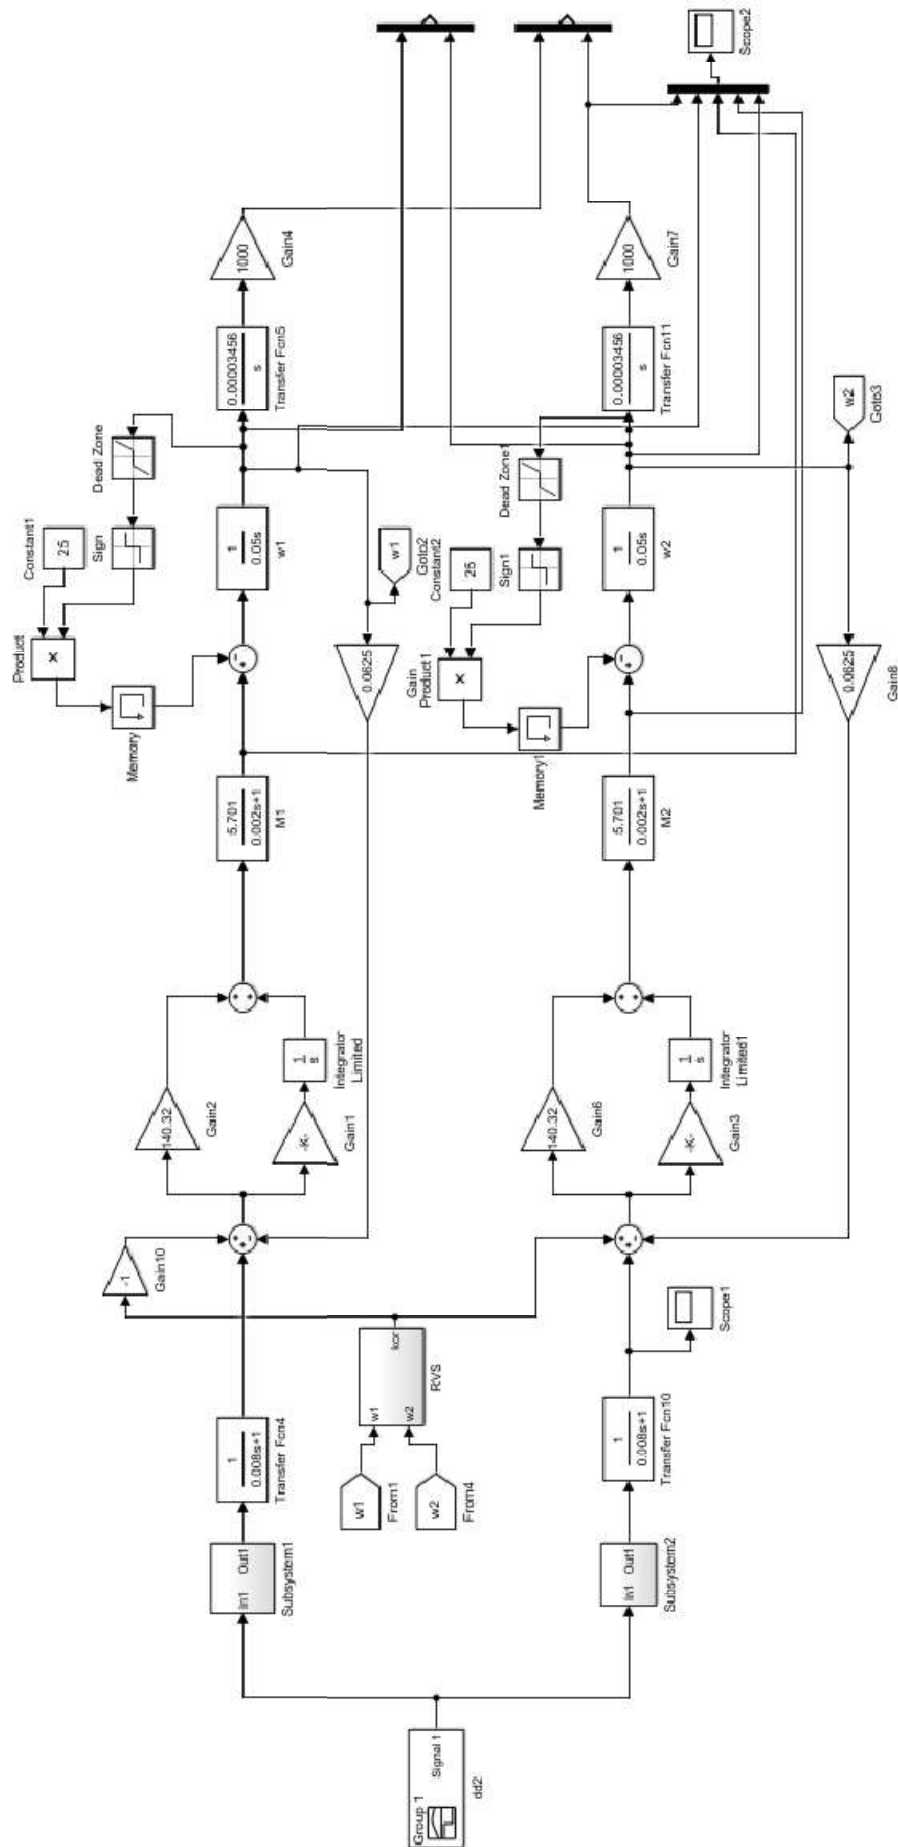 Group 1
Signal 1
dd2
In1 Out1
Subsystem1
1
0.008s+1
Transfer Fcn4
-1
Gain10
140.32
Gain2
-K-
Gain1
1
s
Integrator
Limited
5.701
0.002s+1
M1
Product
×
Constant1
25
Memory
Sign
Dead Zone
1
0.05s
w1
0.00003456
s
Transfer Fcn5
1000
Gain4
w1
From1
w2
From4
w1
w2
kor
RVS
0.0625
Gain
w1
Goto2
In1 Out1
Subsystem2
1
0.008s+1
Transfer Fcn10
Scope1
140.32
Gain6
-K-
Gain3
1
s
Integrator
Limited1
5.701
0.002s+1
M2
Product1
×
Constant2
25
Memory1
Sign1
Dead Zone1
1
0.05s
w2
0.00003456
s
Transfer Fcn11
1000
Gain7
0.0625
Gain8
w2
Goto3
Scope2